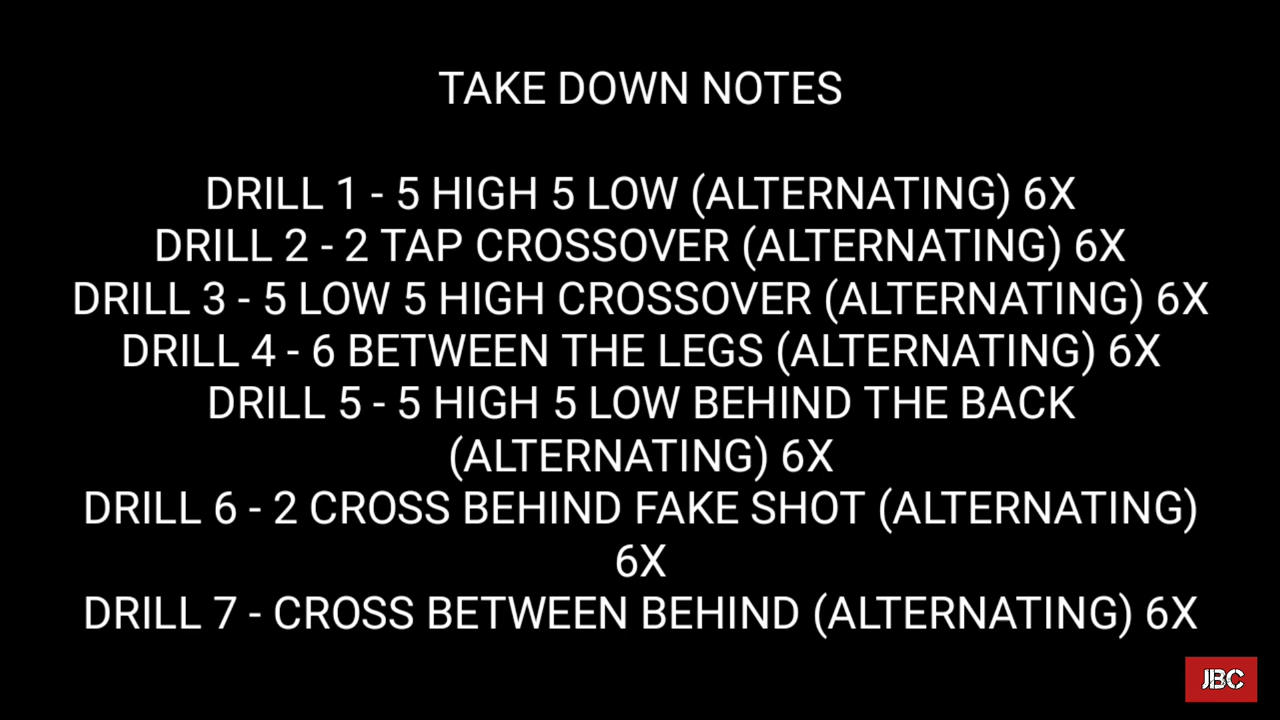 TAKE DOWN NOTES
DRILL 1 - 5 HIGH 5 LOW (ALTERNATING) 6X
DRILL 2 - 2 TAP CROSSOVER (ALTERNATING) 6X
DRILL 3 - 5 LOW 5 HIGH CROSSOVER (ALTERNATING) 6X
DRILL 4 - 6 BETWEEN THE LEGS (ALTERNATING) 6X
DRILL 5 - 5 HIGH 5 LOW BEHIND THE BACK
(ALTERNATING) 6X
DRILL 6 - 2 CROSS BEHIND FAKE SHOT (ALTERNATING)
6X
DRILL 7 - CROSS BETWEEN BEHIND (ALTERNATING) 6X
JBC